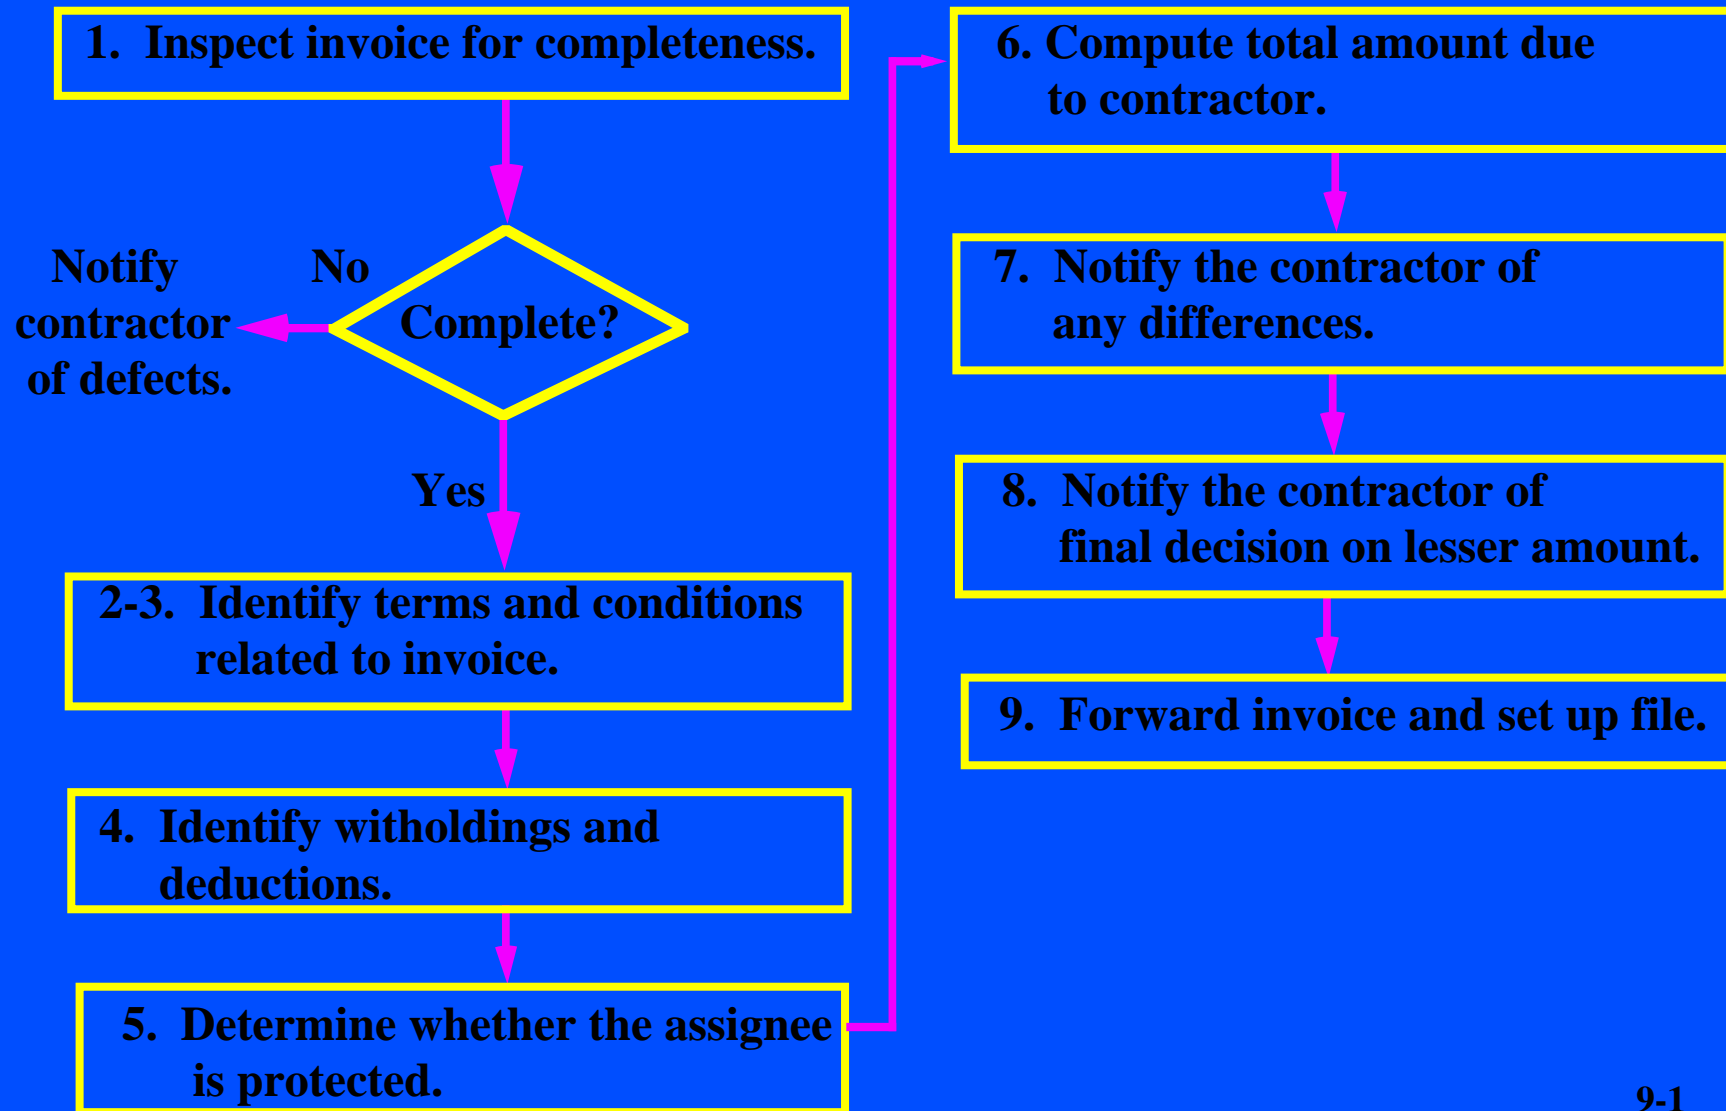 1. Inspect invoice for completeness.
No
Notify
contractor
of defects.
Complete?
Yes
2-3. Identify terms and conditions
related to invoice.
4. Identify witholdings and
deductions.
5. Determine whether the assignee
is protected.
6. Compute total amount due
to contractor.
7. Notify the contractor of
any differences.
8. Notify the contractor of
final decision on lesser amount.
9. Forward invoice and set up file.
9-1